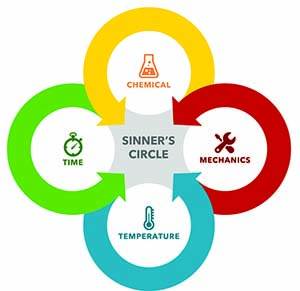 CHEMICAL
SINNER'S
CIRCLE
TIME
MECHANICS
TEMPERATURE